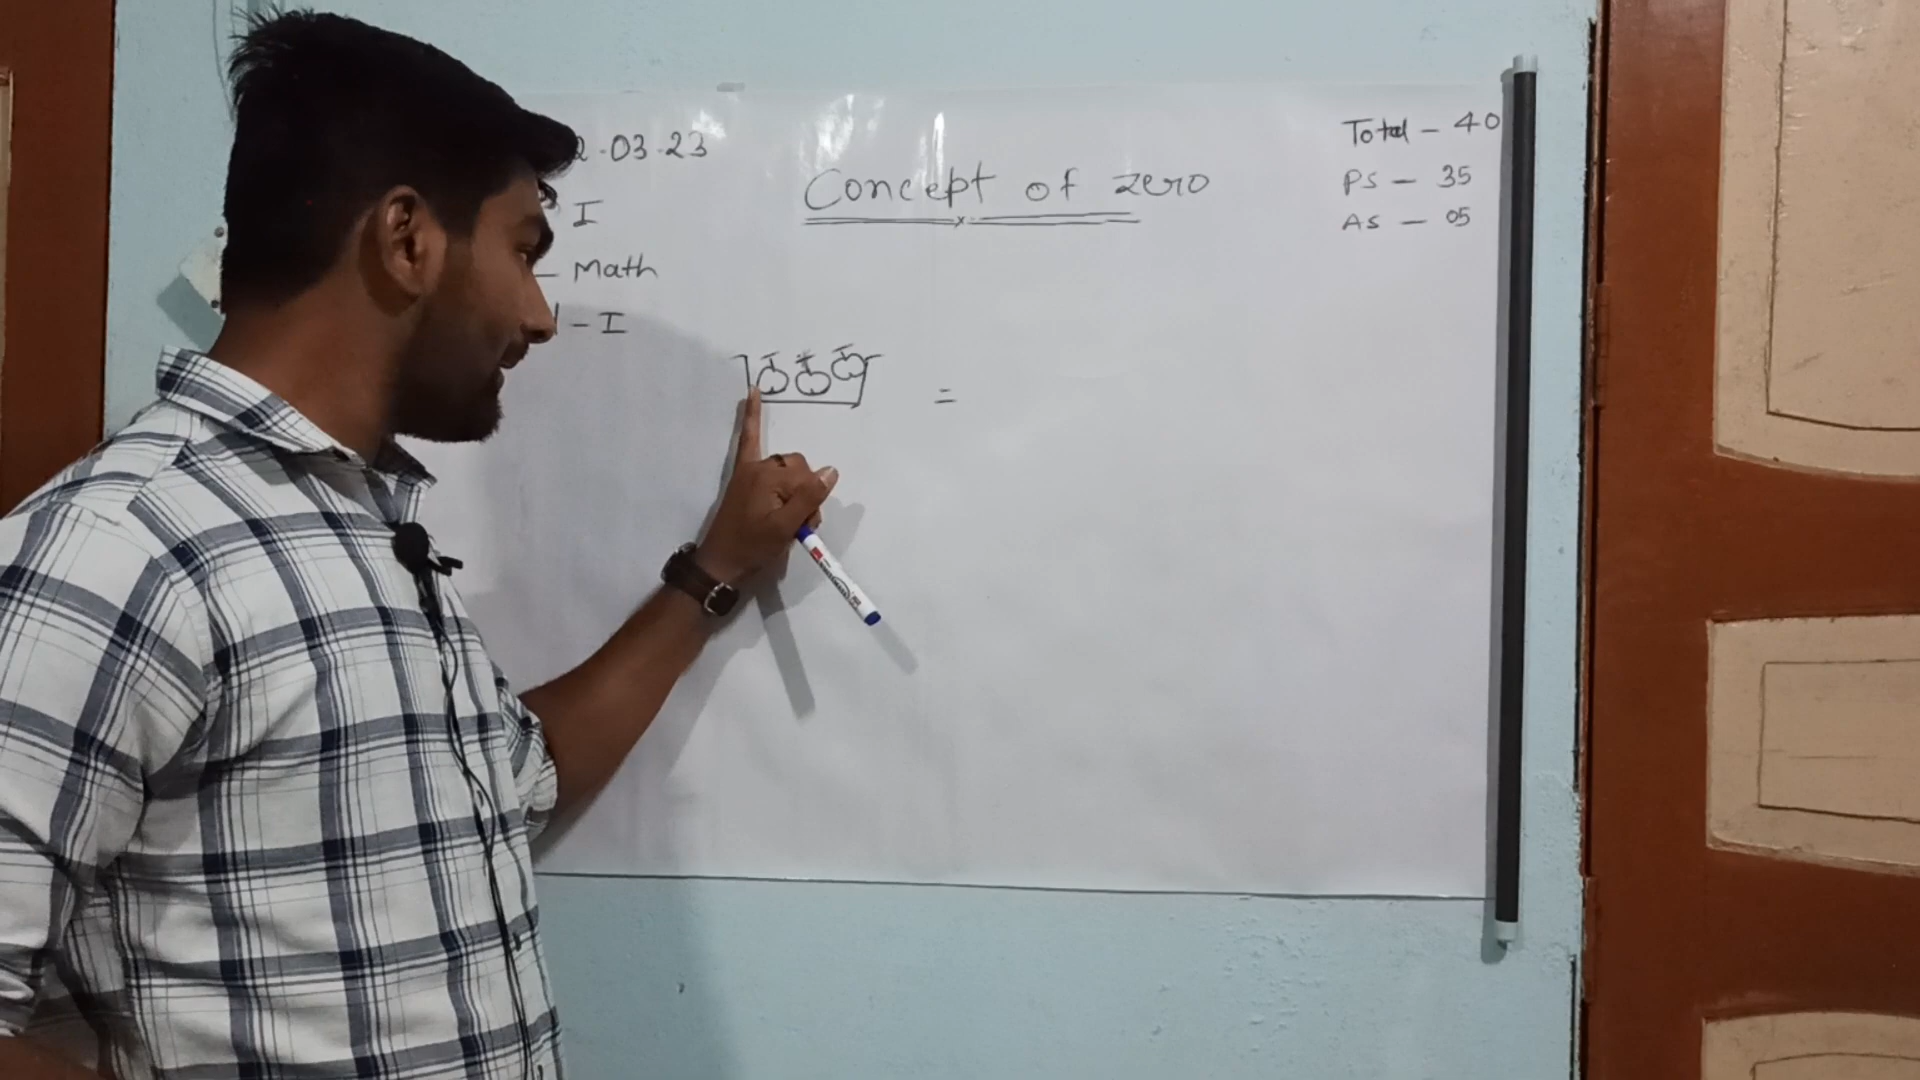 2.03.23
I
- Math
- I
Concept of zero
=
Total - 40
PS - 35
AS - 05